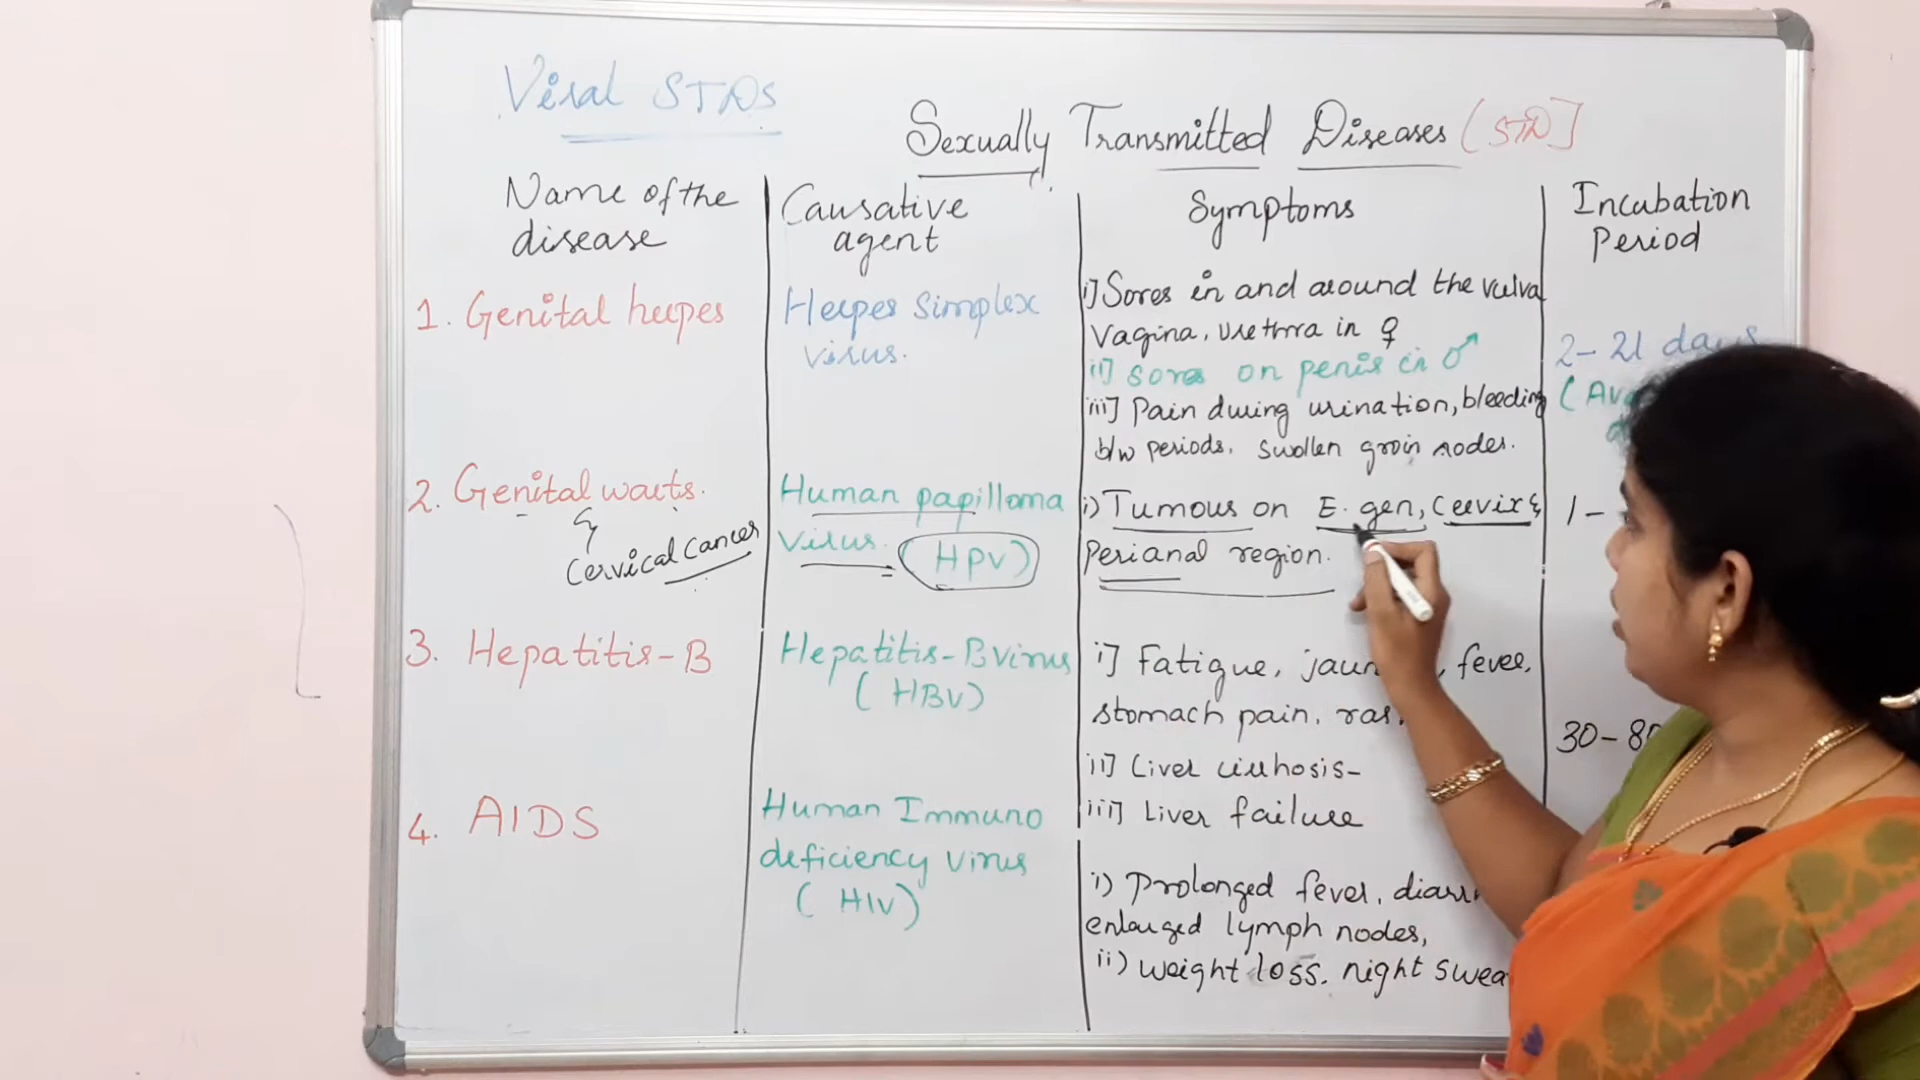 Viral STDs
Sexually Transmitted Diseases (STD]
Name of the
disease
Causative
agent
Symptoms
Incubation
Period
1. Genital herpes
Herpes Simplex
virus.
i] Sores in and around the vulva
Vagina, urethra in ♀
ii] Sores on penis in ♂
iii] Pain during urination, bleeding
b/w periods. Swollen groin nodes.
2-21 days
2. Genital warts.
&
Cervical Cancer
Human papilloma
Virus. (HPV)
i) Tumous on E. gen, Cervix &
Perianal region.
1-
3. Hepatitis-B
Hepatitis-B virus
(HBV)
i] Fatigue, fever,
stomach pain,
ii] Liver cirrhosis-
iii] Liver failure
30-80
4. AIDS
Human Immuno
deficiency virus
(HIV)
i) Prolonged fever,
enlarged lymph nodes,
ii) weight loss. night